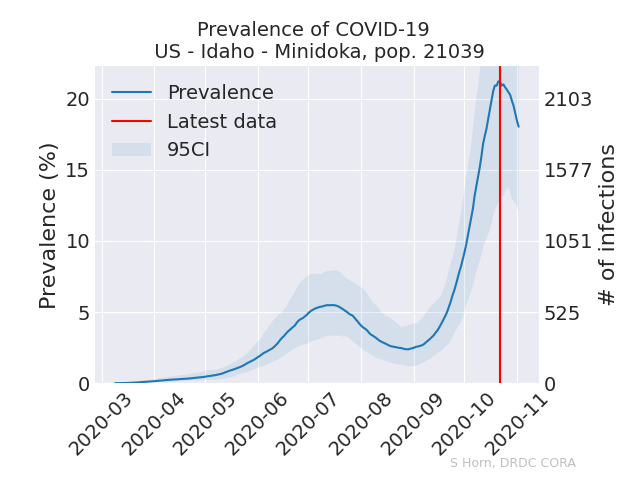 Prevalence of COVID-19
US - Idaho - Minidoka, pop. 21039
Prevalence
Latest data
95CI
Prevalence (%)
20
15
10
5
0
2103
1577
1051
525
0
# of infections
2020-03
2020-04
2020-05
2020-06
2020-07
2020-08
2020-09
2020-10
2020-11
S Horn, DRDC CORA